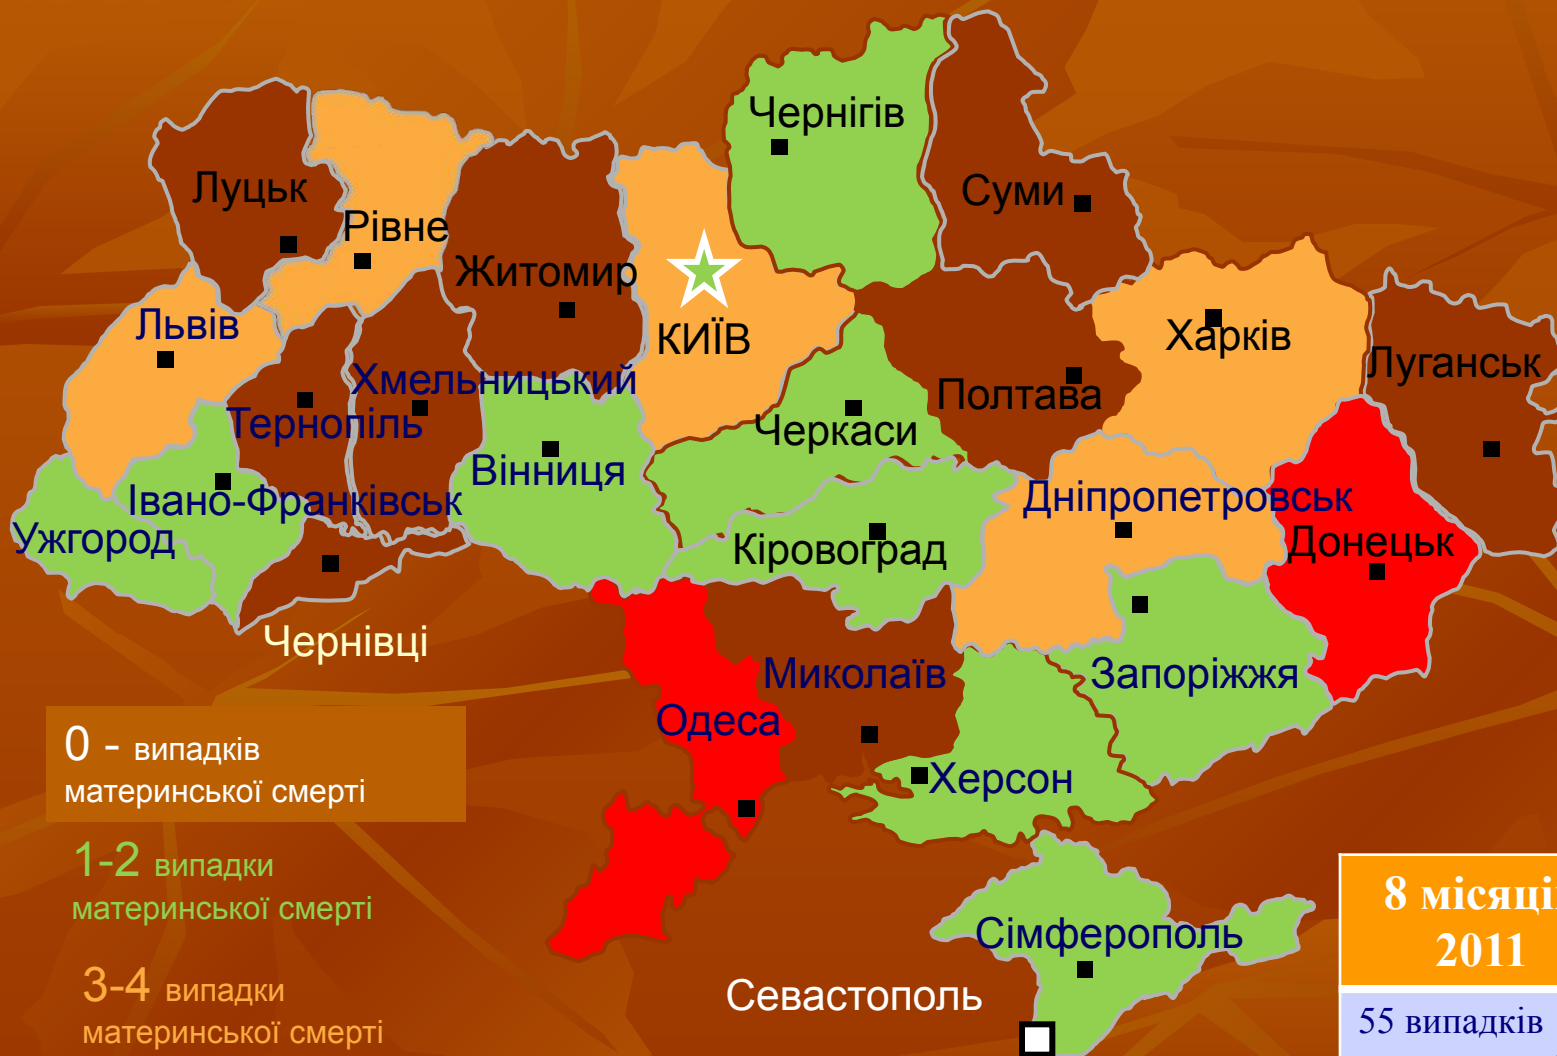 Чернігів
Луцьк
Суми
Рівне
Житомир
Львів
КИЇВ
Харків
Луганськ
Хмельницький
Полтава
Тернопіль
Черкаси
Вінниця
Івано-Франківськ
Дніпропетровськ
Ужгород
Кіровоград
Донецьк
Чернівці
Миколаїв
Запоріжжя
Одеса
Херсон
0 - випадків
материнської смерті
1-2 випадки
материнської смерті
3-4 випадки
материнської смерті
Сімферополь
Севастополь
8 місяці
2011
55 випадків